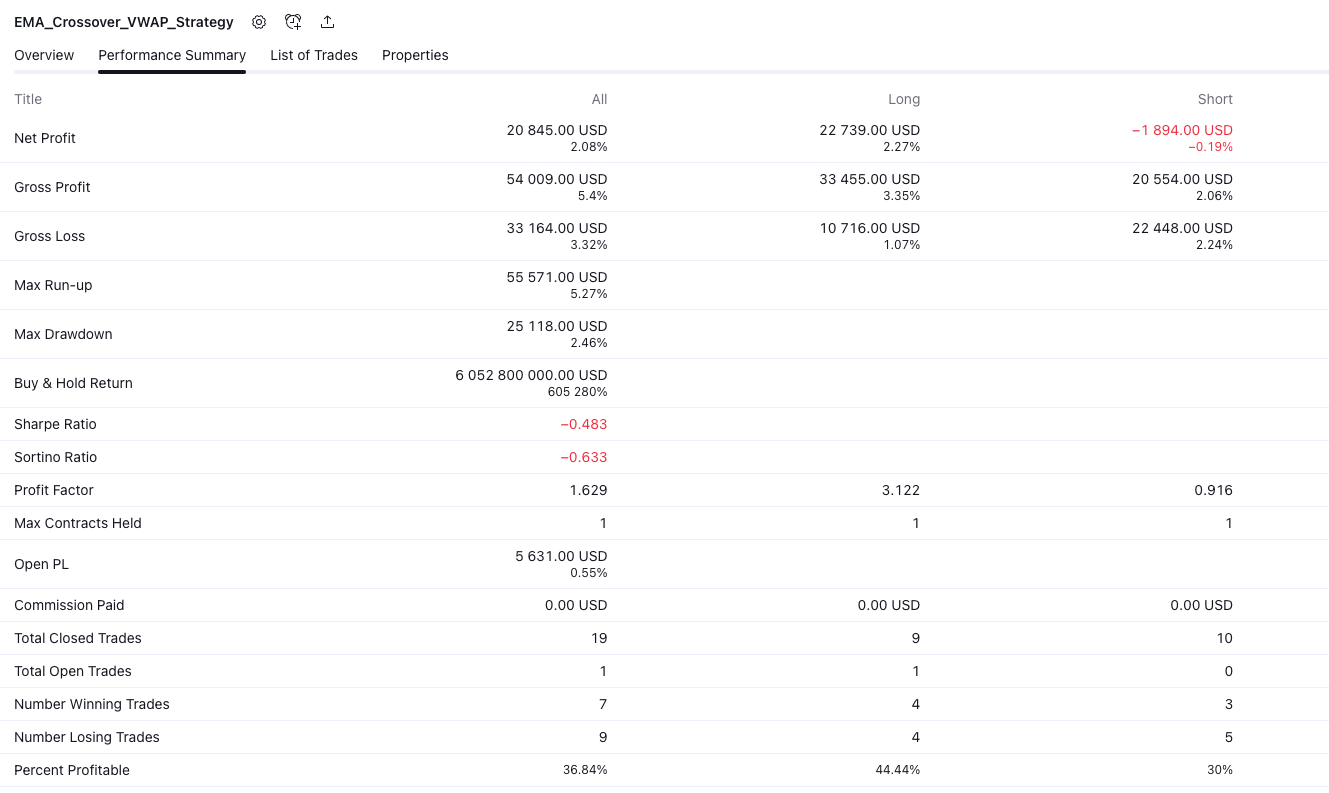 EMA_Crossover_VWAP_Strategy
Overview Performance Summary List of Trades Properties
Title All Long Short
Net Profit 20 845.00 USD 22 739.00 USD −1 894.00 USD
2.08% 2.27% −0.19%
Gross Profit 54 009.00 USD 33 455.00 USD 20 554.00 USD
5.4% 3.35% 2.06%
Gross Loss 33 164.00 USD 10 716.00 USD 22 448.00 USD
3.32% 1.07% 2.24%
Max Run-up 55 571.00 USD
5.27%
Max Drawdown 25 118.00 USD
2.46%
Buy & Hold Return 6 052 800 000.00 USD
605 280%
Sharpe Ratio −0.483
Sortino Ratio −0.633
Profit Factor 1.629 3.122 0.916
Max Contracts Held 1 1 1
Open PL 5 631.00 USD
0.55%
Commission Paid 0.00 USD 0.00 USD 0.00 USD
Total Closed Trades 19 9 10
Total Open Trades 1 1 0
Number Winning Trades 7 4 3
Number Losing Trades 9 4 5
Percent Profitable 36.84% 44.44% 30%